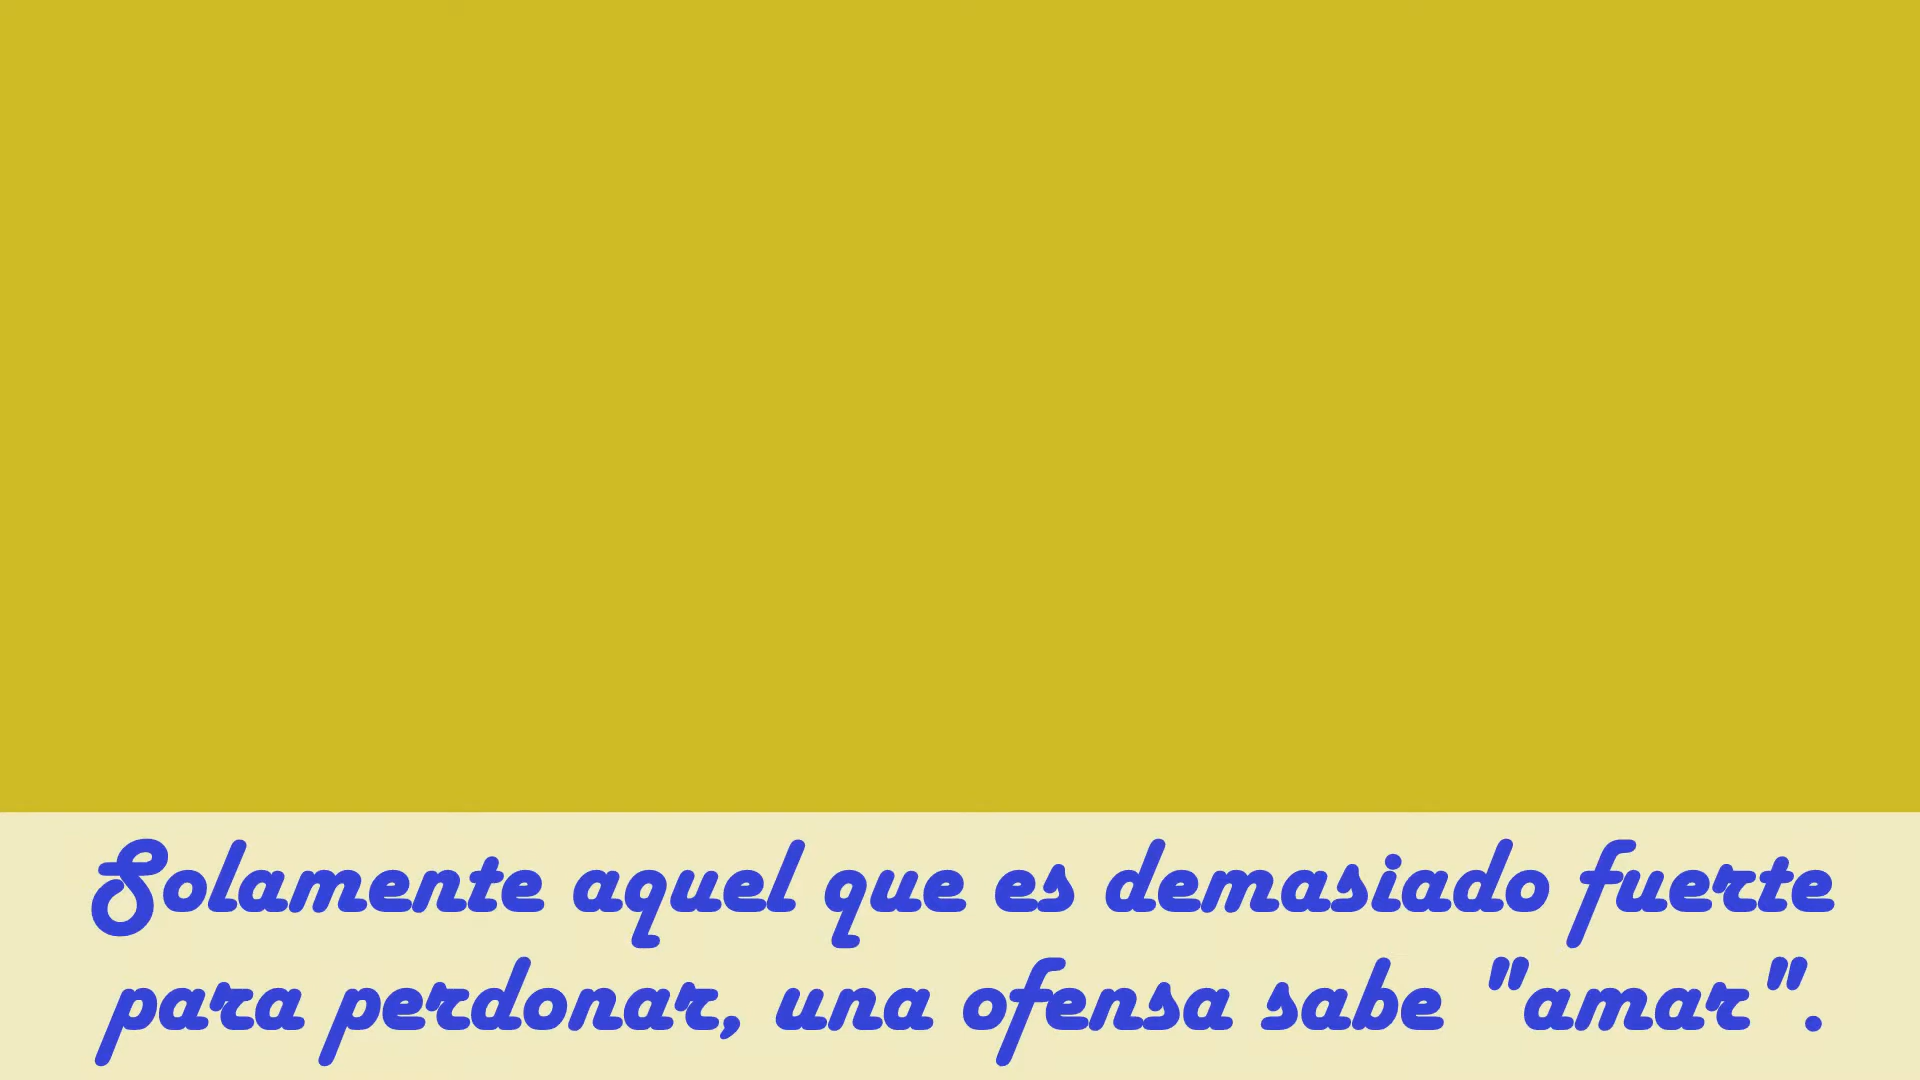 Solamente aquel que es demasiado fuerte
para perdonar, una ofensa sabe "amar".